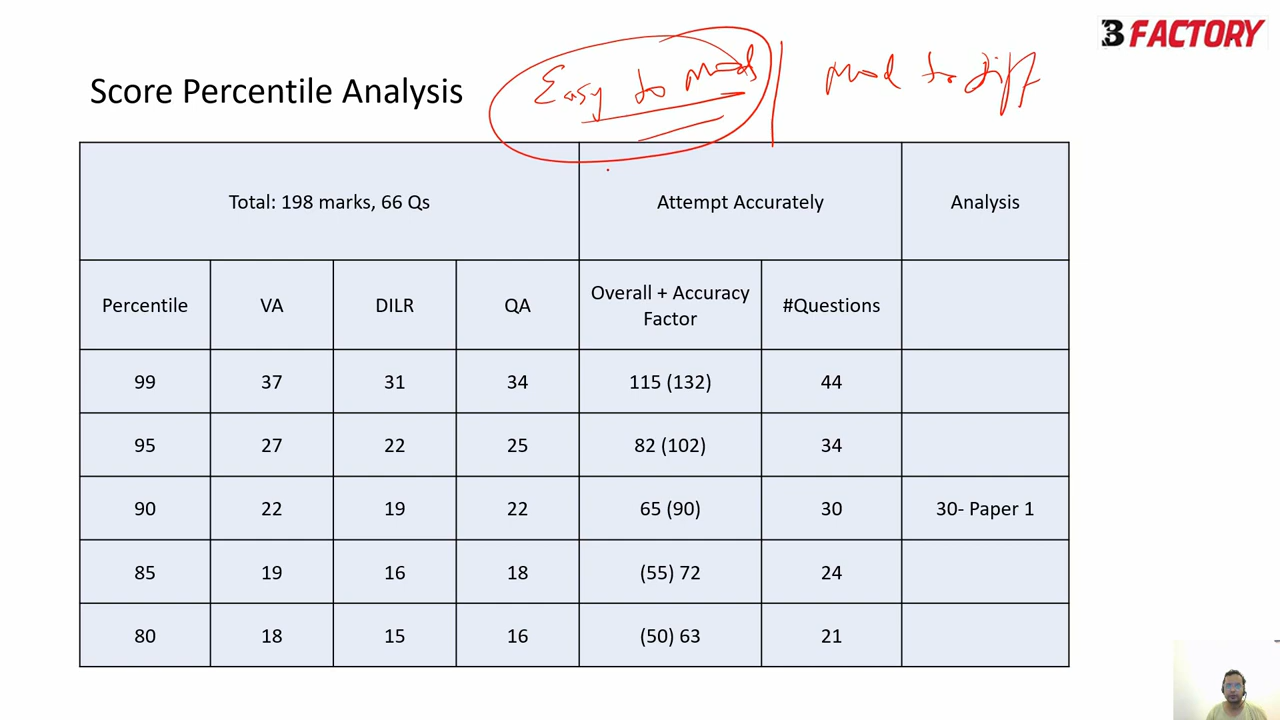 B FACTORY
Easy to mod | mod to diff
Score Percentile Analysis
Total: 198 marks, 66 Qs Attempt Accurately Analysis
Percentile VA DILR QA Overall + Accuracy Factor #Questions
99 37 31 34 115 (132) 44
95 27 22 25 82 (102) 34
90 22 19 22 65 (90) 30 30- Paper 1
85 19 16 18 (55) 72 24
80 18 15 16 (50) 63 21